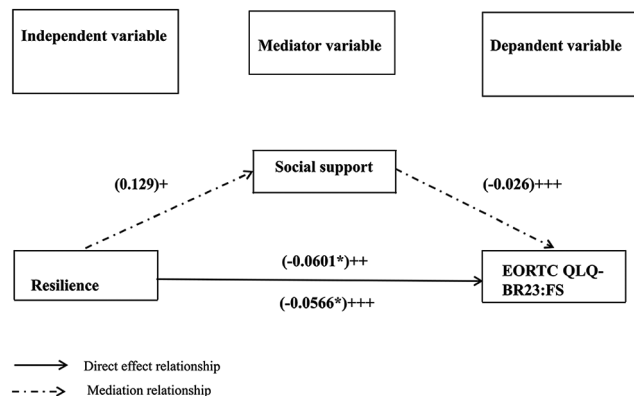 Independent variable
Mediator variable
Depandent variable
Social support
(0.129)+
(-0.026)+++
(-0.0601*)++
Resilience
EORTC QLQ-
BR23:FS
(-0.0566*)+++
Direct effect relationship
Mediation relationship